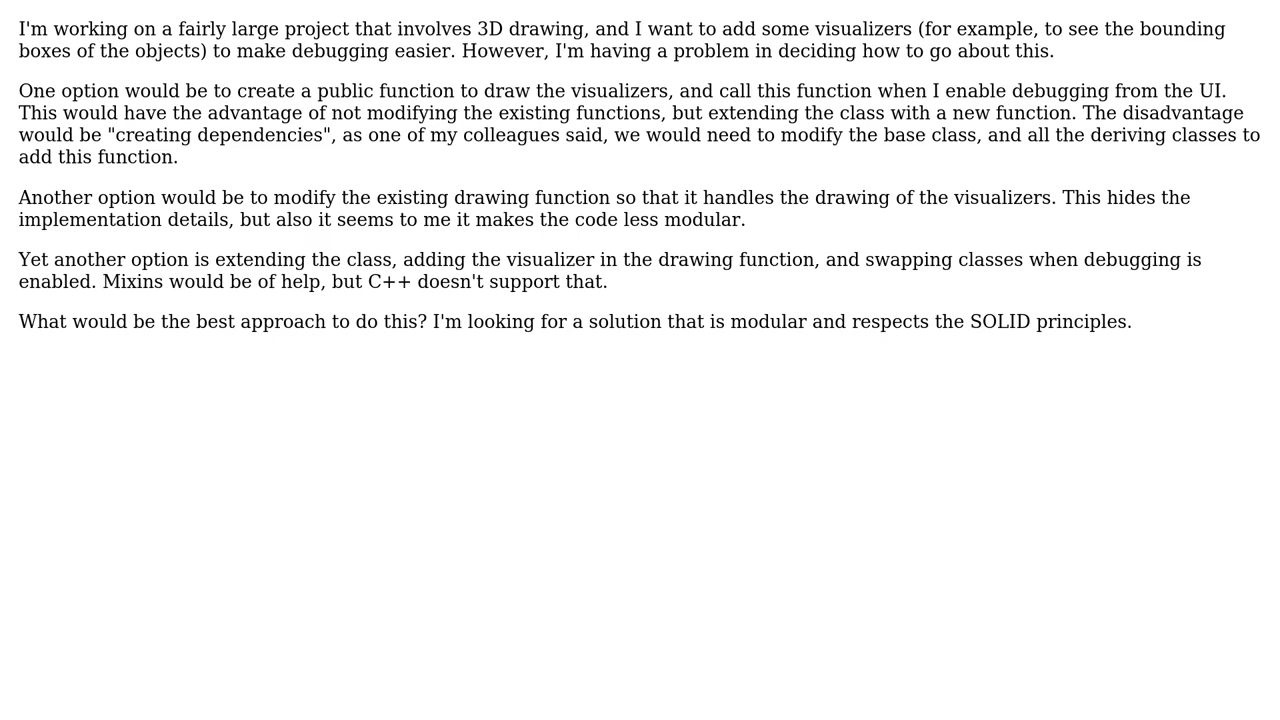 I'm working on a fairly large project that involves 3D drawing, and I want to add some visualizers (for example, to see the bounding
boxes of the objects) to make debugging easier. However, I'm having a problem in deciding how to go about this.
One option would be to create a public function to draw the visualizers, and call this function when I enable debugging from the UI.
This would have the advantage of not modifying the existing functions, but extending the class with a new function. The disadvantage
would be "creating dependencies", as one of my colleagues said, we would need to modify the base class, and all the deriving classes to
add this function.
Another option would be to modify the existing drawing function so that it handles the drawing of the visualizers. This hides the
implementation details, but also it seems to me it makes the code less modular.
Yet another option is extending the class, adding the visualizer in the drawing function, and swapping classes when debugging is
enabled. Mixins would be of help, but C++ doesn't support that.
What would be the best approach to do this? I'm looking for a solution that is modular and respects the SOLID principles.